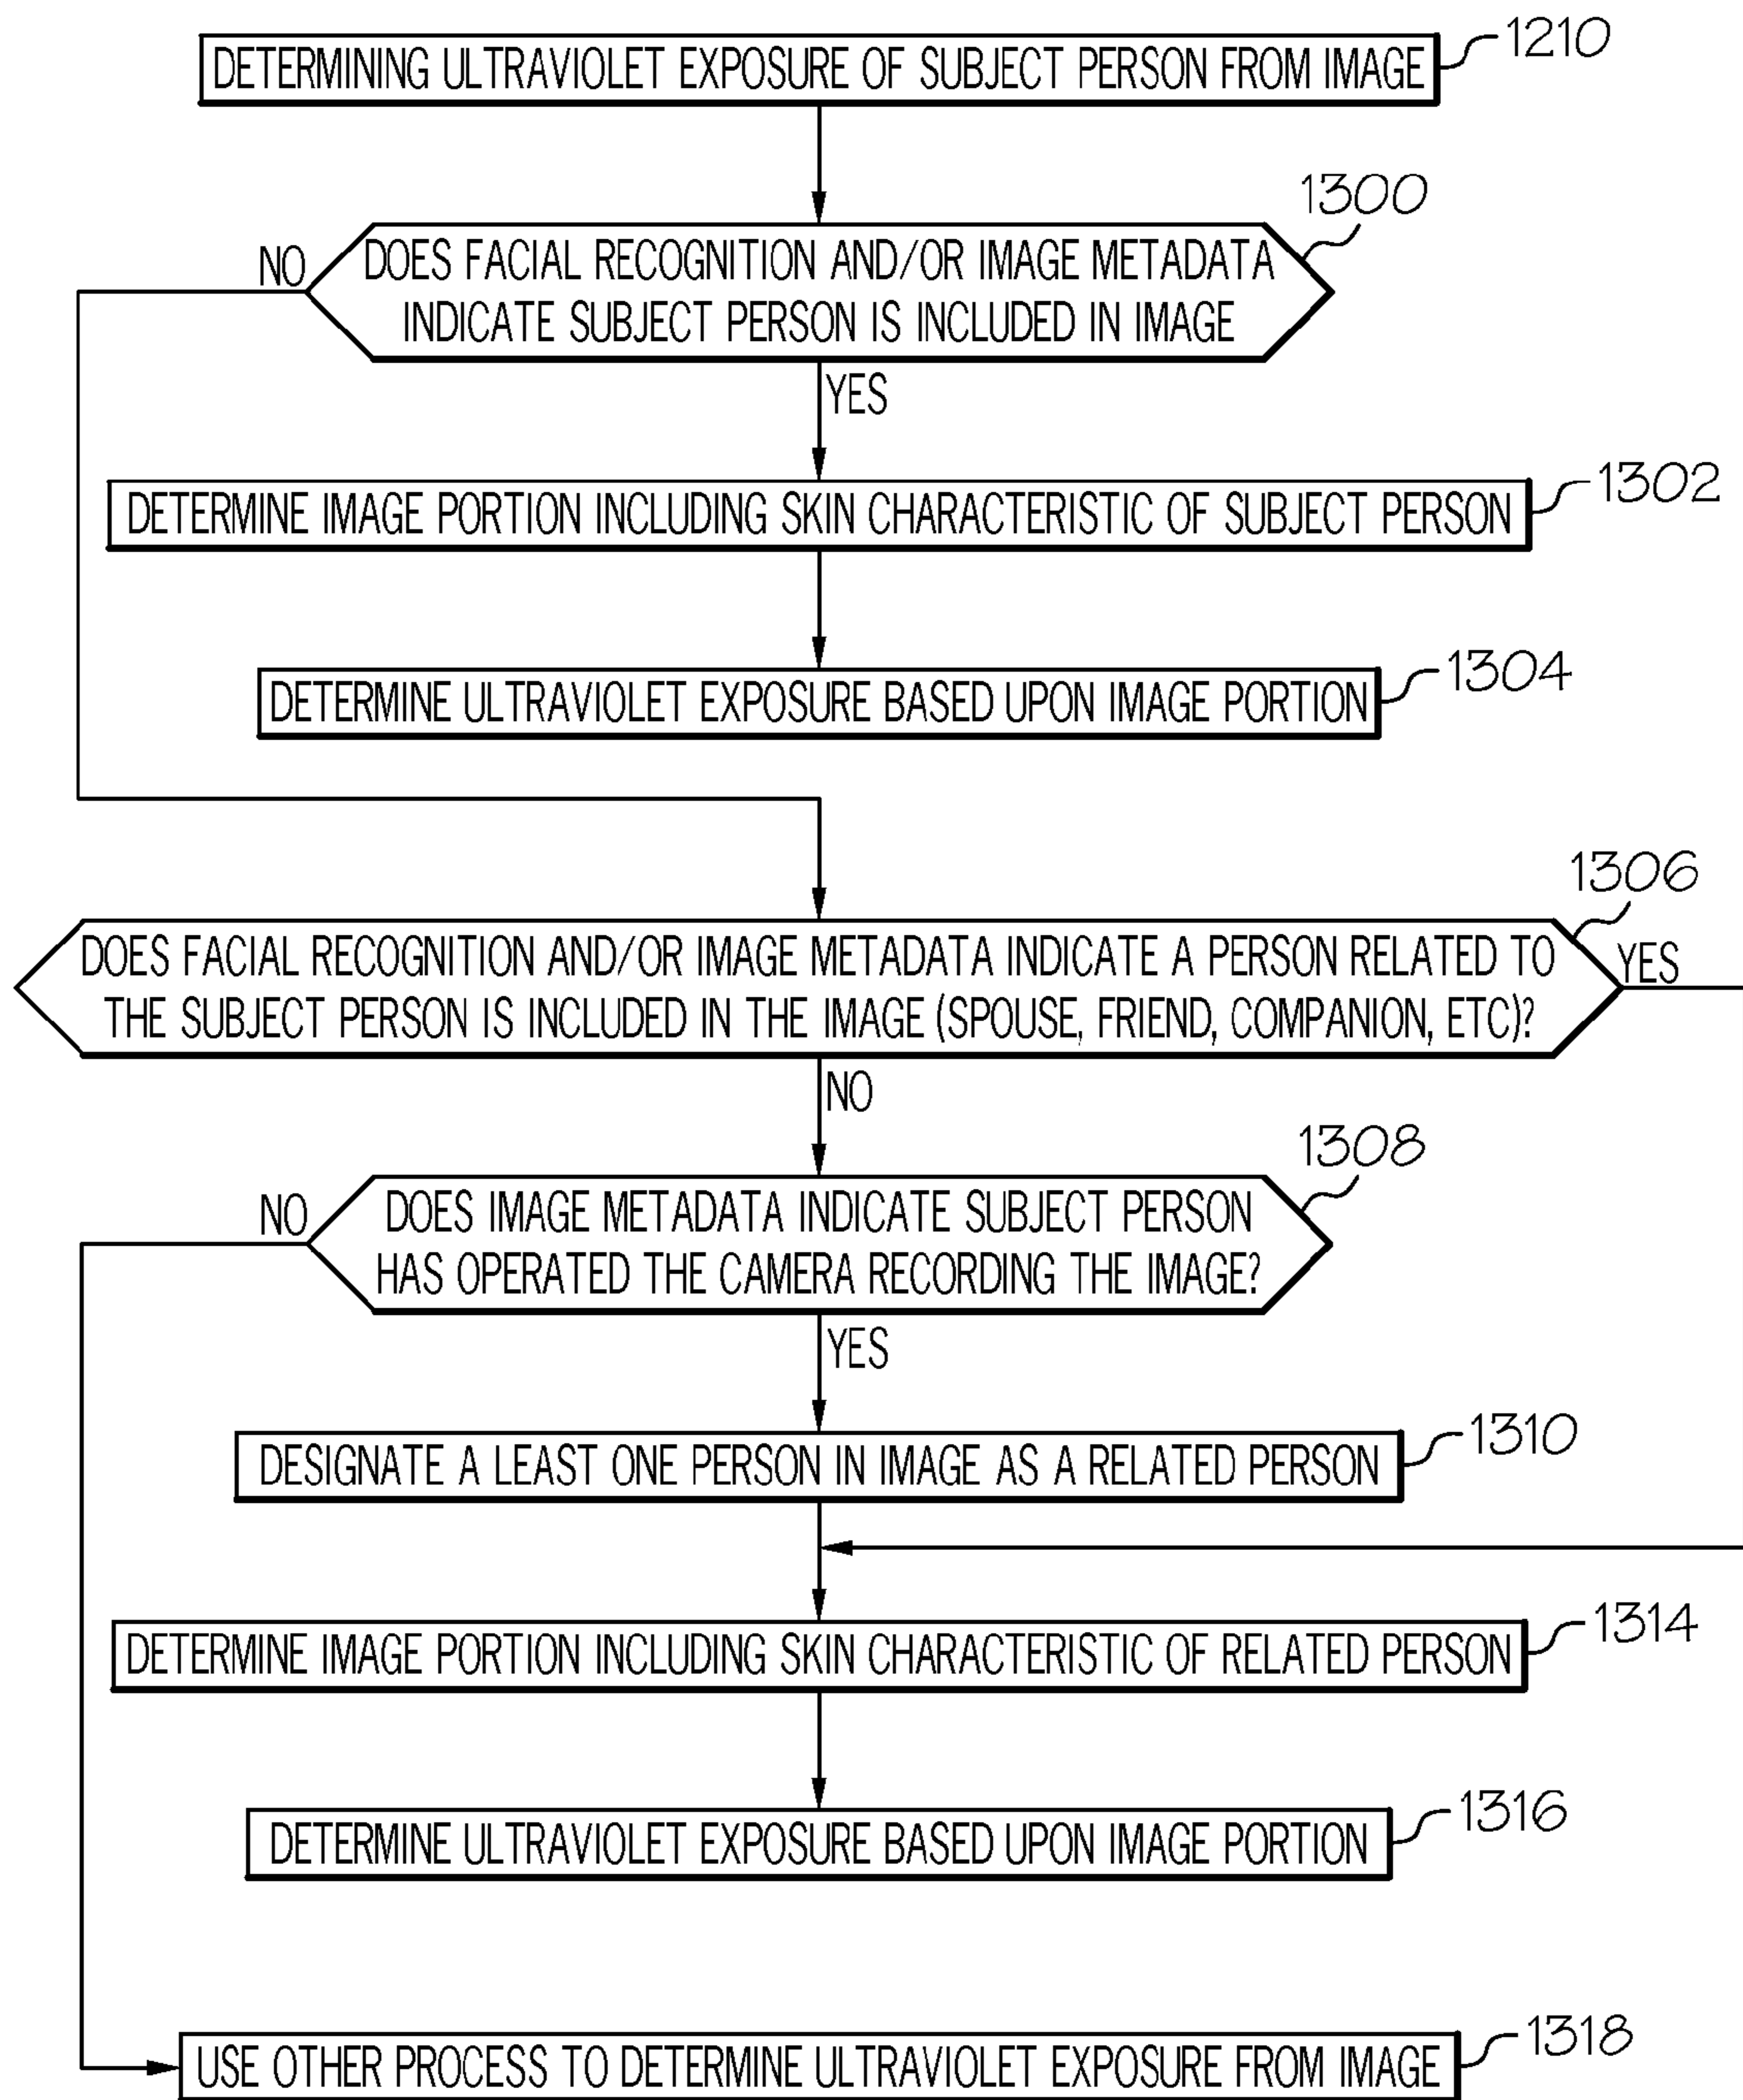 DETERMINING ULTRAVIOLET EXPOSURE OF SUBJECT PERSON FROM IMAGE
1210
1300
NO
DOES FACIAL RECOGNITION AND/OR IMAGE METADATA
INDICATE SUBJECT PERSON IS INCLUDED IN IMAGE
YES
1302
DETERMINE IMAGE PORTION INCLUDING SKIN CHARACTERISTIC OF SUBJECT PERSON
1304
DETERMINE ULTRAVIOLET EXPOSURE BASED UPON IMAGE PORTION
1306
DOES FACIAL RECOGNITION AND/OR IMAGE METADATA INDICATE A PERSON RELATED TO
YES
THE SUBJECT PERSON IS INCLUDED IN THE IMAGE (SPOUSE, FRIEND, COMPANION, ETC)?
NO
1308
NO
DOES IMAGE METADATA INDICATE SUBJECT PERSON
HAS OPERATED THE CAMERA RECORDING THE IMAGE?
YES
1310
DESIGNATE A LEAST ONE PERSON IN IMAGE AS A RELATED PERSON
1314
DETERMINE IMAGE PORTION INCLUDING SKIN CHARACTERISTIC OF RELATED PERSON
1316
DETERMINE ULTRAVIOLET EXPOSURE BASED UPON IMAGE PORTION
1318
USE OTHER PROCESS TO DETERMINE ULTRAVIOLET EXPOSURE FROM IMAGE